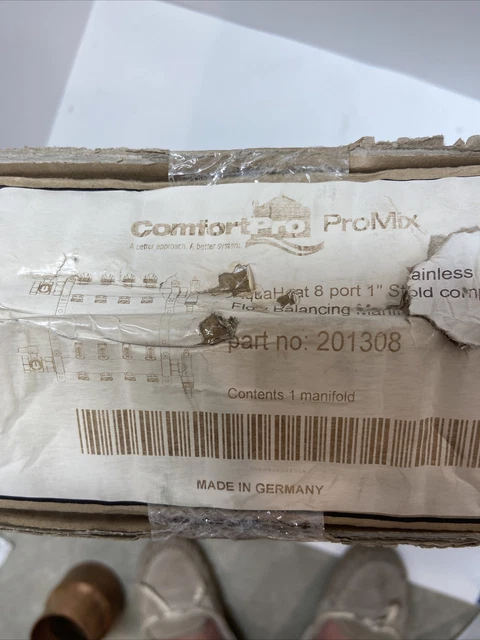 ComfortPro ProMix
A better approach. A better system.
AquaHeat 8 port 1" St ainless
Flow Balancing Mani old comp
part no: 201308
Contents 1 manifold
MADE IN GERMANY